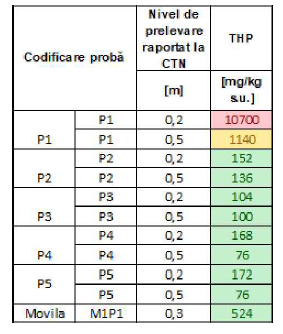 Codificare probă | Nivel de prelevare raportat la CTN | THP
[m] | [mg/kg s.u.]
P1 | P1 | 0,2 | 10700
P1 | 0,5 | 1140
P2 | P2 | 0,2 | 152
P2 | 0,5 | 136
P3 | P3 | 0,2 | 104
P3 | 0,5 | 100
P4 | P4 | 0,2 | 168
P4 | 0,5 | 76
P5 | P5 | 0,2 | 172
P5 | 0,5 | 76
Movila | M1P1 | 0,3 | 524